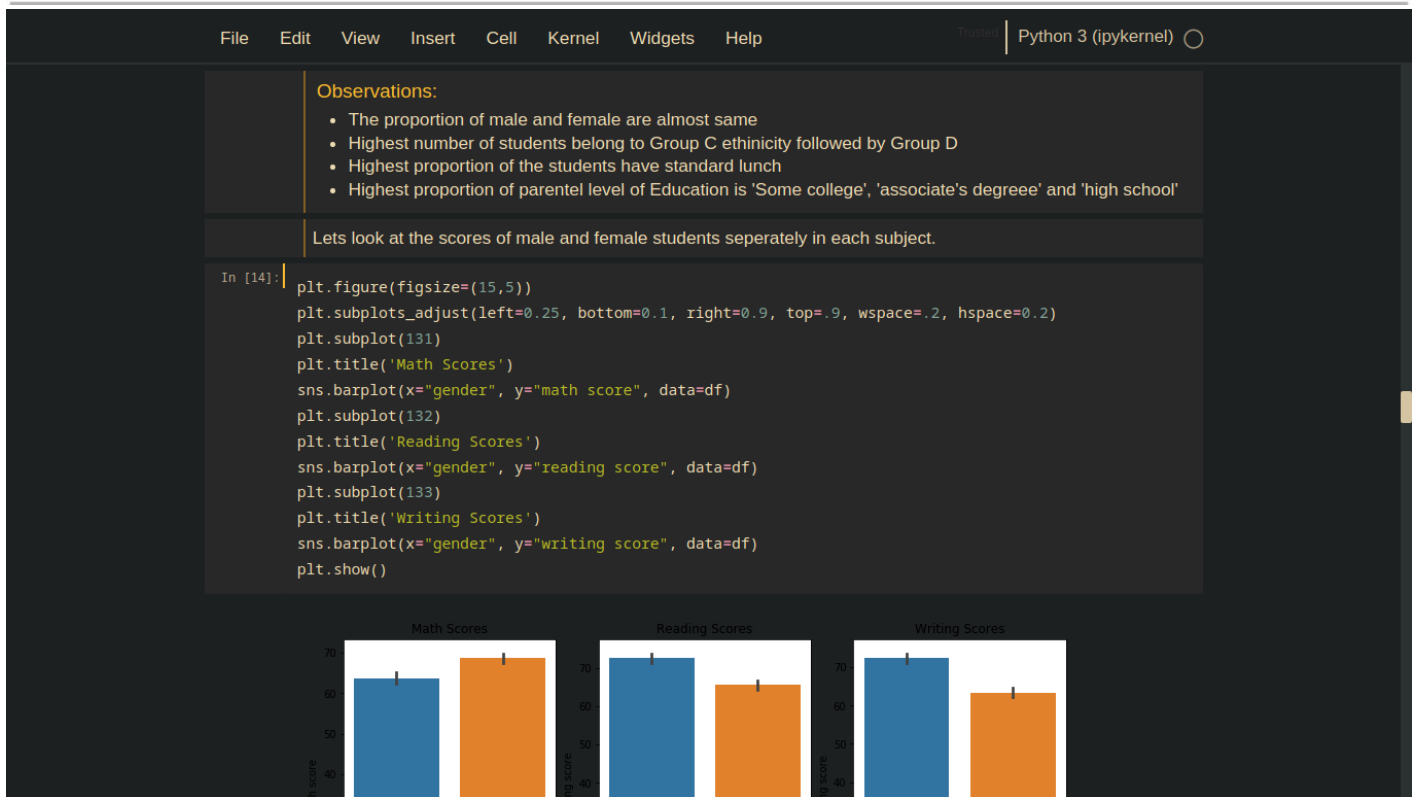 File Edit View Insert Cell Kernel Widgets Help Trusted Python 3 (ipykernel)
Observations:
• The proportion of male and female are almost same
• Highest number of students belong to Group C ethinicity followed by Group D
• Highest proportion of the students have standard lunch
• Highest proportion of parentel level of Education is 'Some college', 'associate's degreee' and 'high school'
Lets look at the scores of male and female students seperately in each subject.
In [14]:
plt.figure(figsize=(15,5))
plt.subplots_adjust(left=0.25, bottom=0.1, right=0.9, top=.9, wspace=.2, hspace=0.2)
plt.subplot(131)
plt.title('Math Scores')
sns.barplot(x="gender", y="math score", data=df)
plt.subplot(132)
plt.title('Reading Scores')
sns.barplot(x="gender", y="reading score", data=df)
plt.subplot(133)
plt.title('Writing Scores')
sns.barplot(x="gender", y="writing score", data=df)
plt.show()
Math Scores Reading Scores Writing Scores
70 70 70
60 60 60
50 50 50
40 40 40
score score score